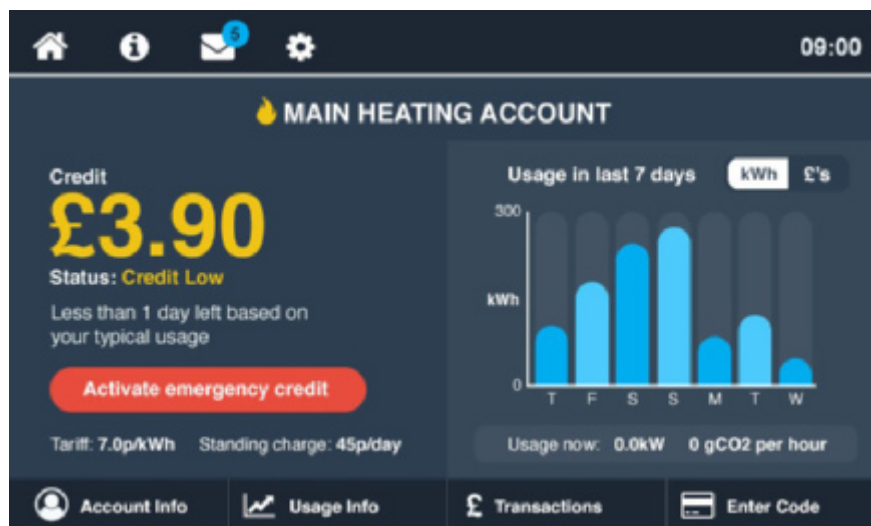 5
09:00
MAIN HEATING ACCOUNT
Credit
£3.90
Status: Credit Low
Less than 1 day left based on
your typical usage
Activate emergency credit
Tariff: 7.0p/kWh Standing charge: 45p/day
Usage in last 7 days kWh £'s
300
kWh
0
T F S S M T W
Usage now: 0.0kW 0 gCO2 per hour
Account Info Usage Info £ Transactions Enter Code